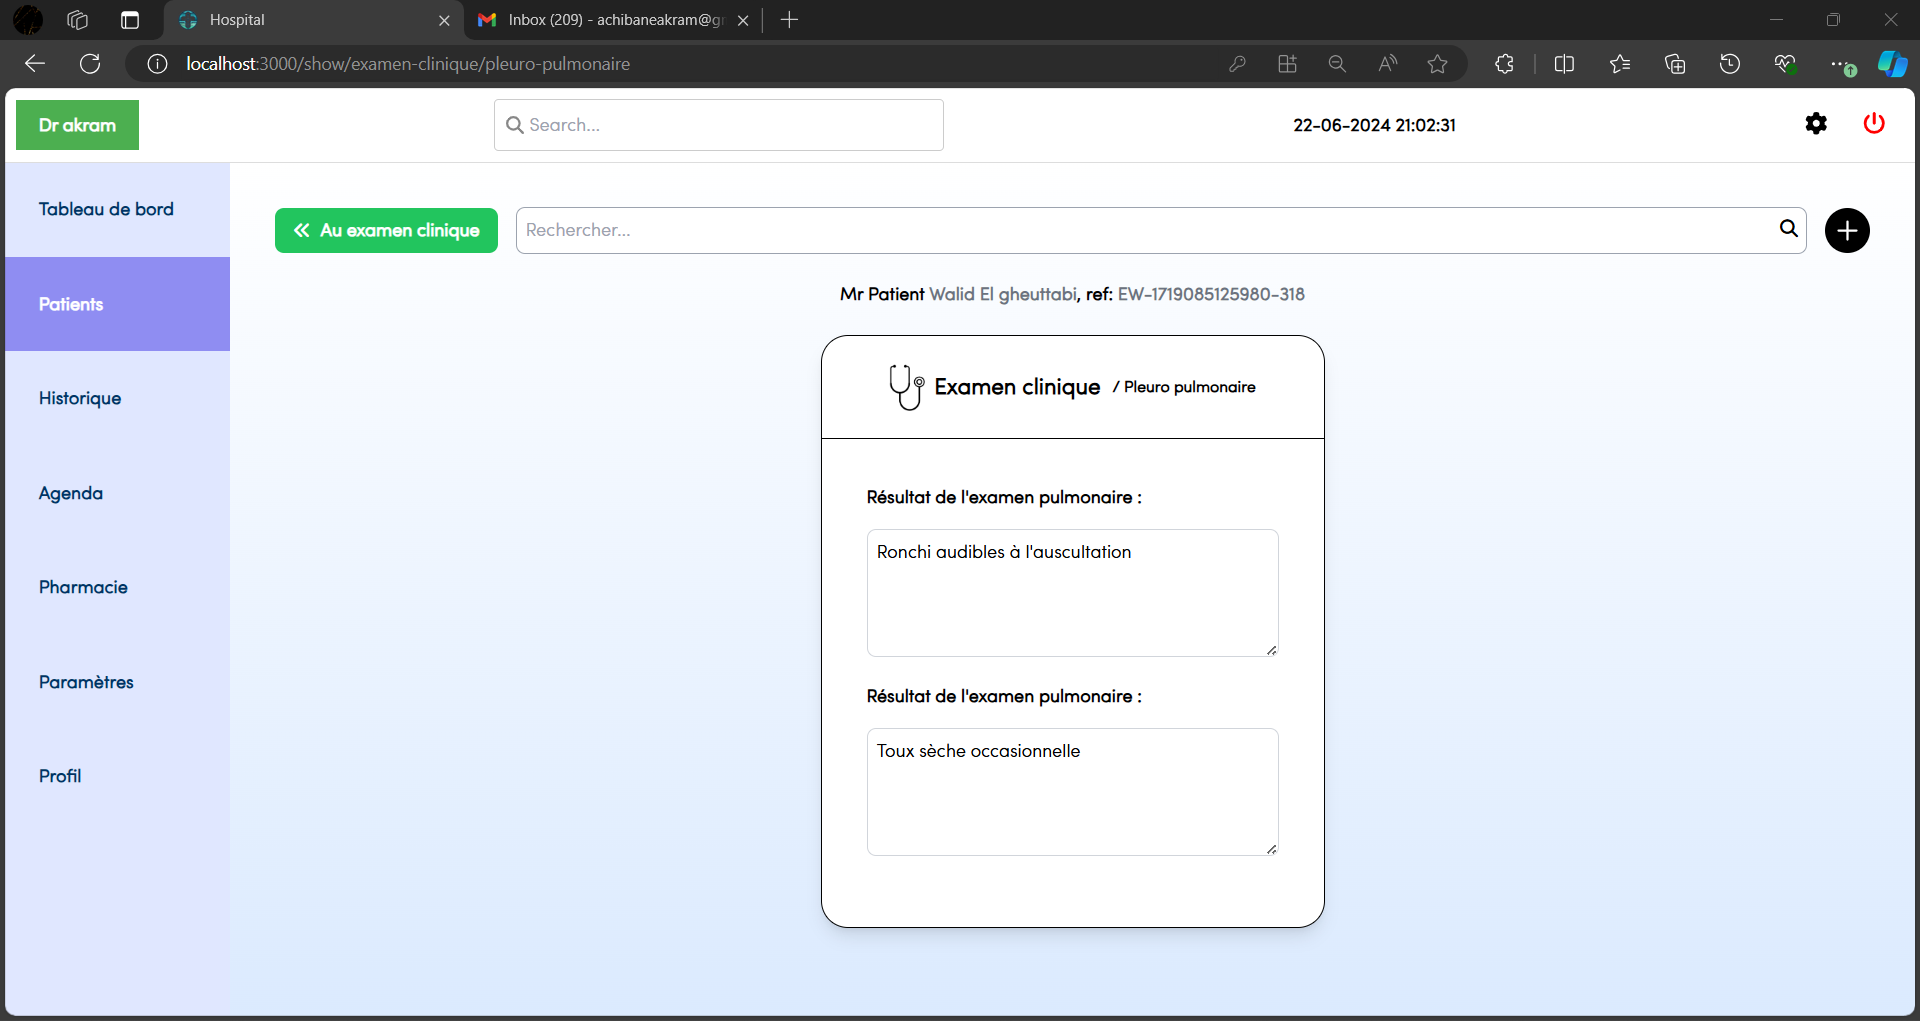 Hospital
Inbox (209) - achibaneakram@g
localhost:3000/show/examen-clinique/pleuro-pulmonaire
Dr akram
Search...
22-06-2024 21:02:31
Tableau de bord
Patients
Historique
Agenda
Pharmacie
Paramètres
Profil
Au examen clinique
Rechercher...
Mr Patient Walid El gheuttabi, ref: EW-1719085125980-318
Examen clinique / Pleuro pulmonaire
Résultat de l'examen pulmonaire :
Ronchi audibles à l'auscultation
Résultat de l'examen pulmonaire :
Toux sèche occasionnelle